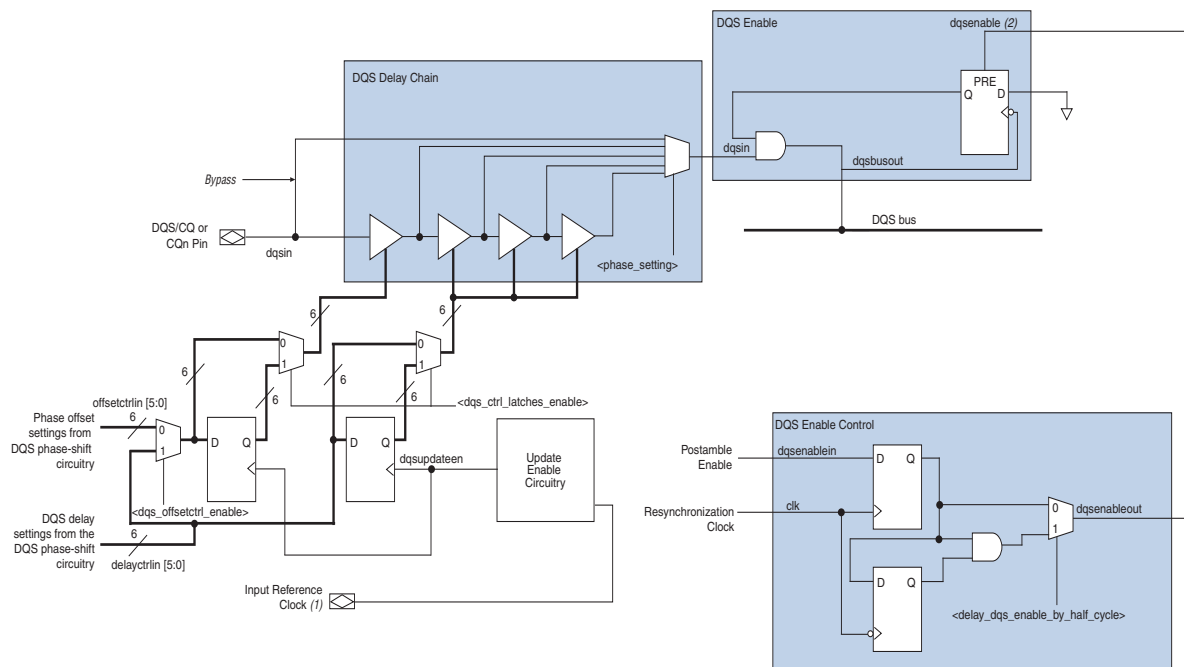 DQS Enable
dqsenable (2)
PRE
Q
D
DQS Delay Chain
dqsin
dqsbusout
Bypass
DQS/CQ or
CQn Pin
dqsin
DQS bus
<phase_setting>
6
6
0
1
0
1
6
6
6
6
offsetctrlin [5:0]
<dqs_ctrl_latches_enable>
Phase offset
settings from
DQS phase-shift
circuitry
6
0
1
D
Q
D
Q
dqsupdateen
Update
Enable
Circuitry
<dqs_offsetctrl_enable>
DQS delay
settings from the
DQS phase-shift
circuitry
6
delayctrlin [5:0]
Input Reference
Clock (1)
DQS Enable Control
Postamble
Enable
dqsenablein
D
Q
Resynchronization
Clock
clk
0
1
dqsenableout
D
Q
<delay_dqs_enable_by_half_cycle>